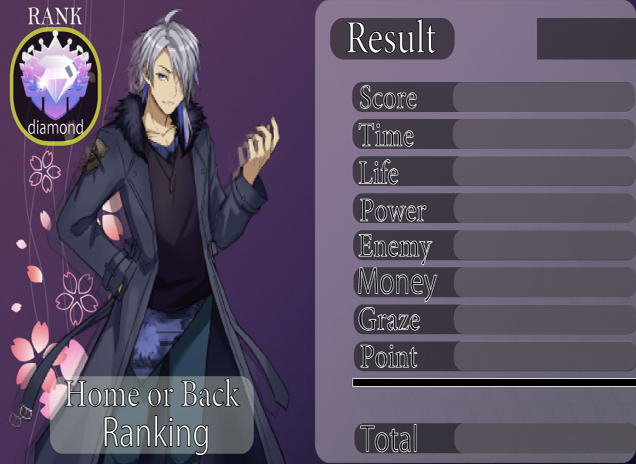 RANK
diamond
Home or Back
Ranking
Result
Score
Time
Life
Power
Enemy
Money
Graze
Point
Total